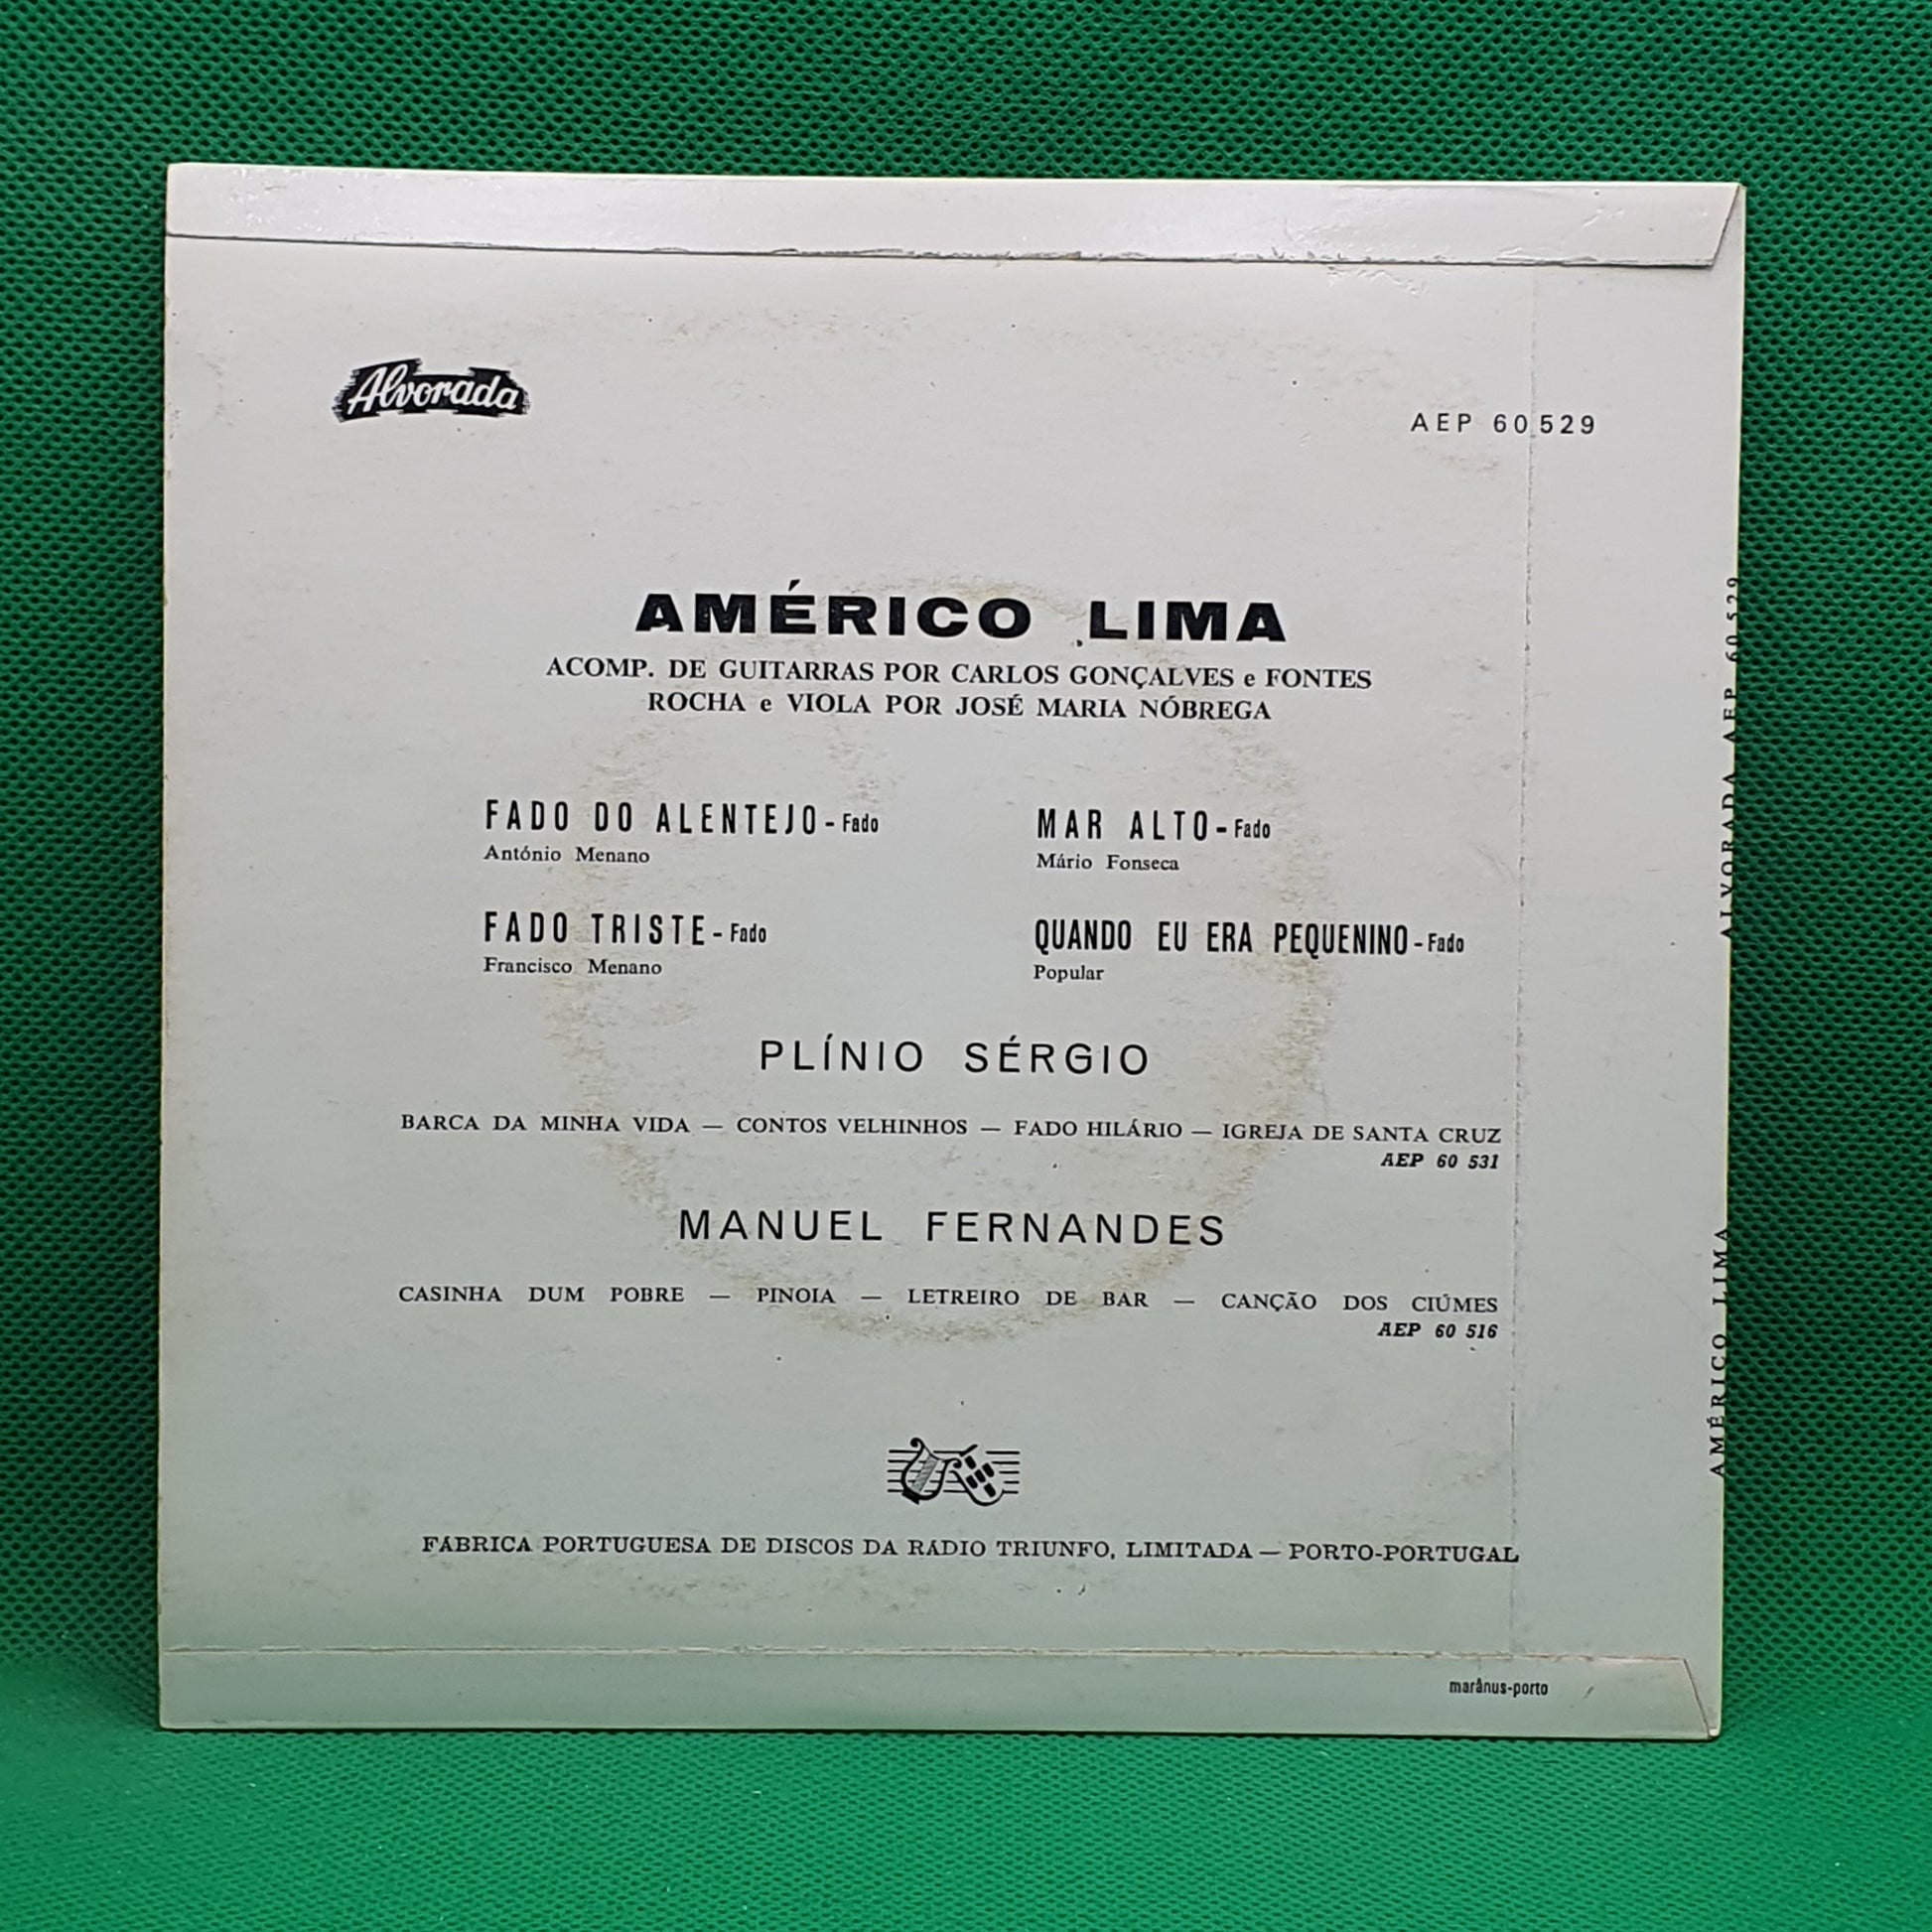 Alvorada
AEP 60 529
AMÉRICO LIMA
ACOMP. DE GUITARRAS POR CARLOS GONÇALVES e FONTES
ROCHA e VIOLA POR JOSÉ MARIA NÓBREGA
FADO DO ALENTEJO - Fado
António Menano
FADO TRISTE - Fado
Francisco Menano
MAR ALTO - Fado
Mário Fonseca
QUANDO EU ERA PEQUENINO - Fado
Popular
PLÍNIO SÉRGIO
BARCA DA MINHA VIDA — CONTOS VELHINHOS — FADO HILÁRIO — IGREJA DE SANTA CRUZ
AEP 60 531
MANUEL FERNANDES
CASINHA DUM POBRE — PINOIA — LETREIRO DE BAR — CANÇÃO DOS CIÚMES
AEP 60 516
FÁBRICA PORTUGUESA DE DISCOS DA RÁDIO TRIUNFO, LIMITADA — PORTO-PORTUGAL
marânus-porto
AMÉRICO LIMA ALVORADA AEP 60 529